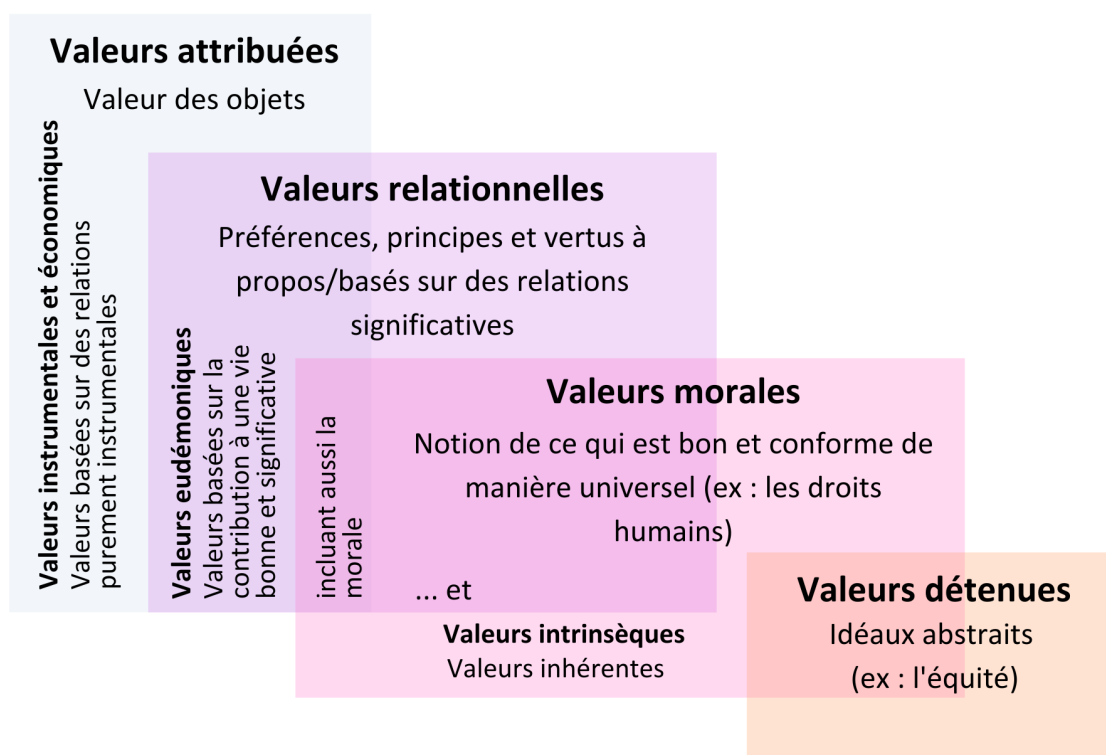 Valeurs attribuées
Valeur des objets
Valeurs instrumentales et économiques
Valeurs basées sur des relations
purement instrumentales
Valeurs relationnelles
Préférences, principes et vertus à
propos/basés sur des relations
significatives
Valeurs eudémoniques
Valeurs basées sur la
contribution à une vie
bonne et significative
incluant aussi la
morale
Valeurs morales
Notion de ce qui est bon et conforme de
manière universel (ex : les droits
humains)
... et
Valeurs intrinsèques
Valeurs inhérentes
Valeurs détenues
Idéaux abstraits
(ex : l'équité)